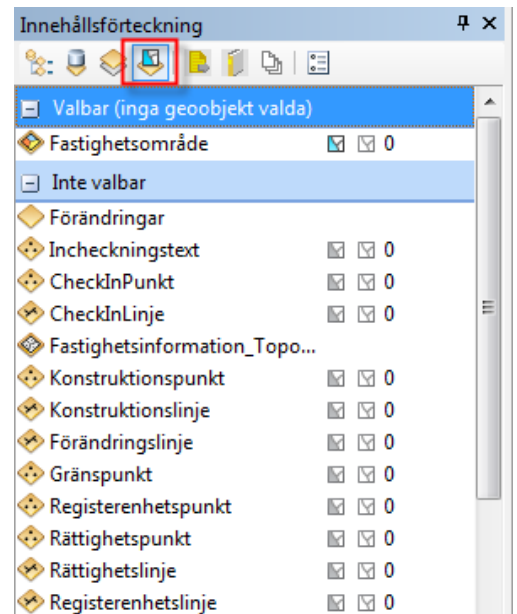 Innehållsförteckning
Valbar (inga geoobjekt valda)
Fastighetsområde 0
Inte valbar
Förändringar
Incheckningstext 0
CheckInPunkt 0
CheckInLinje 0
Fastighetsinformation_Topo...
Konstruktionspunkt 0
Konstruktionslinje 0
Förändringslinje 0
Gränspunkt 0
Registerenhetspunkt 0
Rättighetspunkt 0
Rättighetslinje 0
Registerenhetslinje 0